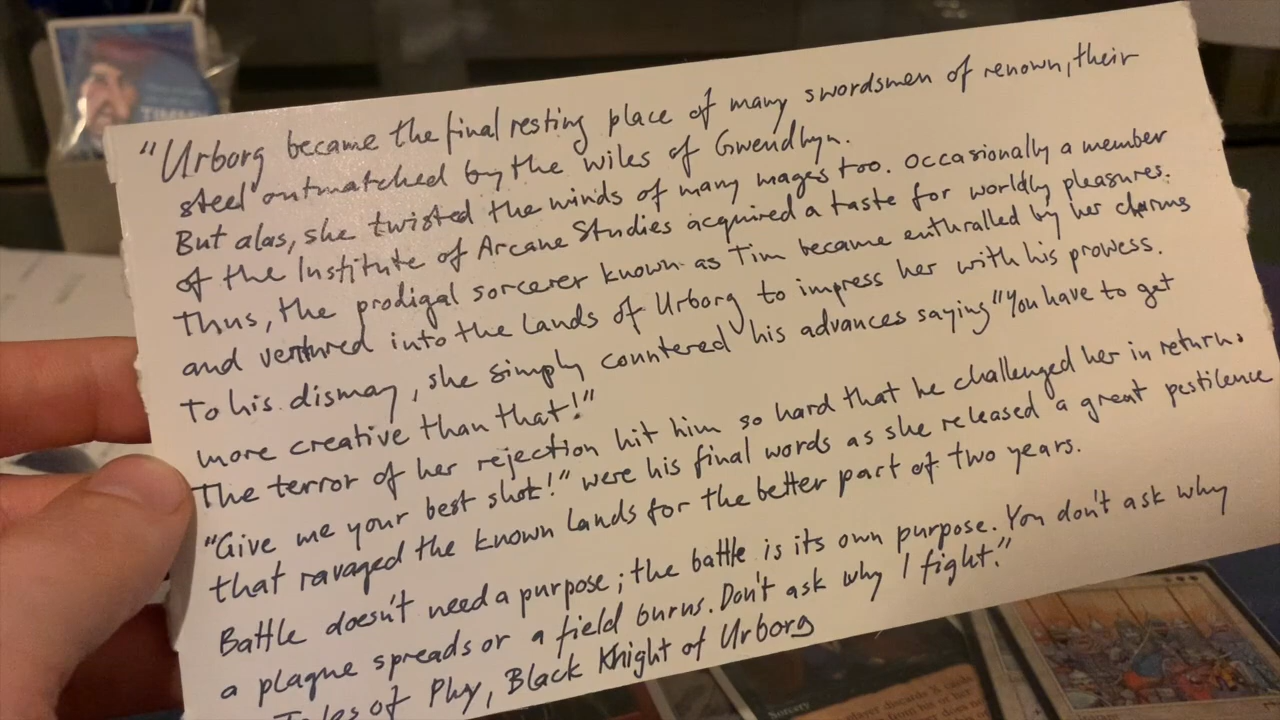 "Urborg became the final resting place of many swordsmen of renown, their
steel outmatched by the wiles of Gwendlyn.
But alas, she twisted the minds of many mages too. Occasionally a member
of the Institute of Arcane Studies acquired a taste for worldly pleasures.
Thus, the prodigal sorcerer known as Tim became enthralled by her charms
and ventured into the lands of Urborg to impress her with his prowess.
To his dismay, she simply countered his advances saying "You have to get
more creative than that!"
The terror of her rejection hit him so hard that he challenged her in return.
"Give me your best shot!" were his final words as she released a great pestilence
that ravaged the known lands for the better part of two years.
Battle doesn't need a purpose; the battle is its own purpose. You don't ask why
a plague spreads or a field burns. Don't ask why I fight."
Tales of Phy, Black Knight of Urborg
Sorcery